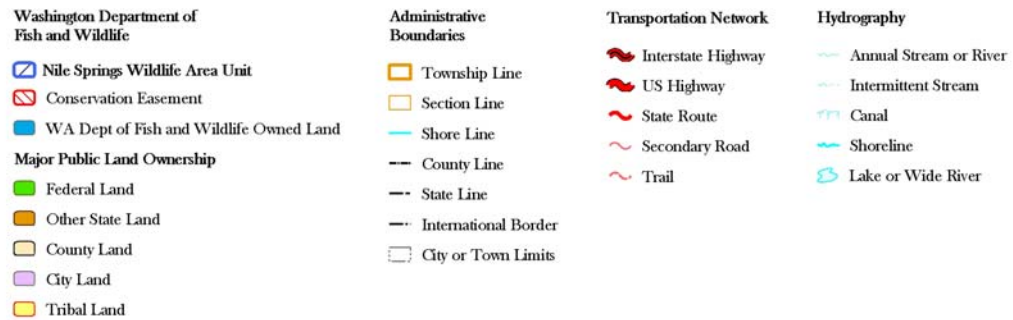 Washington Department of
Fish and Wildlife
Nile Springs Wildlife Area Unit
Conservation Easement
WA Dept of Fish and Wildlife Owned Land
Major Public Land Ownership
Federal Land
Other State Land
County Land
City Land
Tribal Land
Administrative
Boundaries
Township Line
Section Line
Shore Line
County Line
State Line
International Border
City or Town Limits
Transportation Network
Interstate Highway
US Highway
State Route
Secondary Road
Trail
Hydrography
Annual Stream or River
Intermittent Stream
Canal
Shoreline
Lake or Wide River